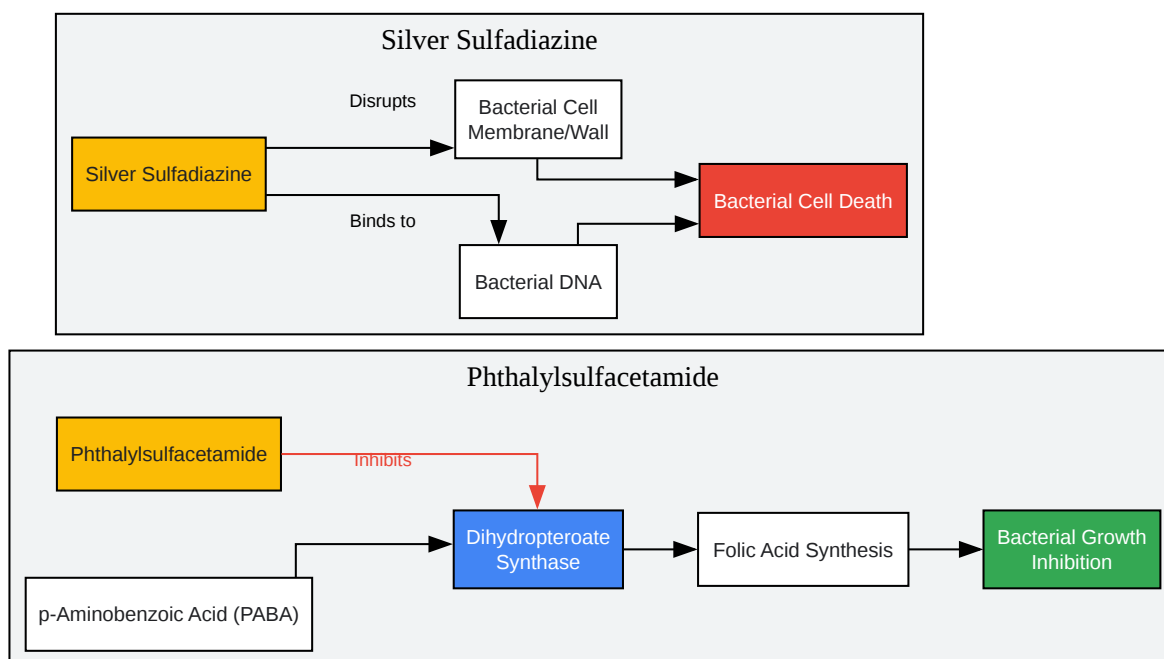 Silver Sulfadiazine
Disrupts
Bacterial Cell
Membrane/Wall
Silver Sulfadiazine
Bacterial Cell Death
Binds to
Bacterial DNA
Phthalylsulfacetamide
Phthalylsulfacetamide
Inhibits
Dihydropteroate
Synthase
Folic Acid Synthesis
Bacterial Growth
Inhibition
p-Aminobenzoic Acid (PABA)